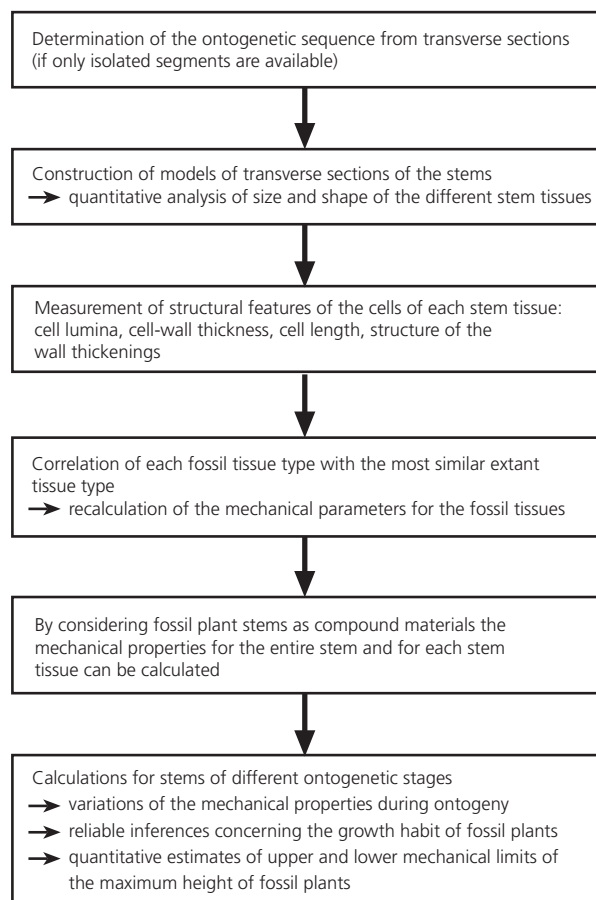 Determination of the ontogenetic sequence from transverse sections
(if only isolated segments are available)
Construction of models of transverse sections of the stems
→ quantitative analysis of size and shape of the different stem tissues
Measurement of structural features of the cells of each stem tissue:
cell lumina, cell-wall thickness, cell length, structure of the
wall thickenings
Correlation of each fossil tissue type with the most similar extant
tissue type
→ recalculation of the mechanical parameters for the fossil tissues
By considering fossil plant stems as compound materials the
mechanical properties for the entire stem and for each stem
tissue can be calculated
Calculations for stems of different ontogenetic stages
→ variations of the mechanical properties during ontogeny
→ reliable inferences concerning the growth habit of fossil plants
→ quantitative estimates of upper and lower mechanical limits of
the maximum height of fossil plants